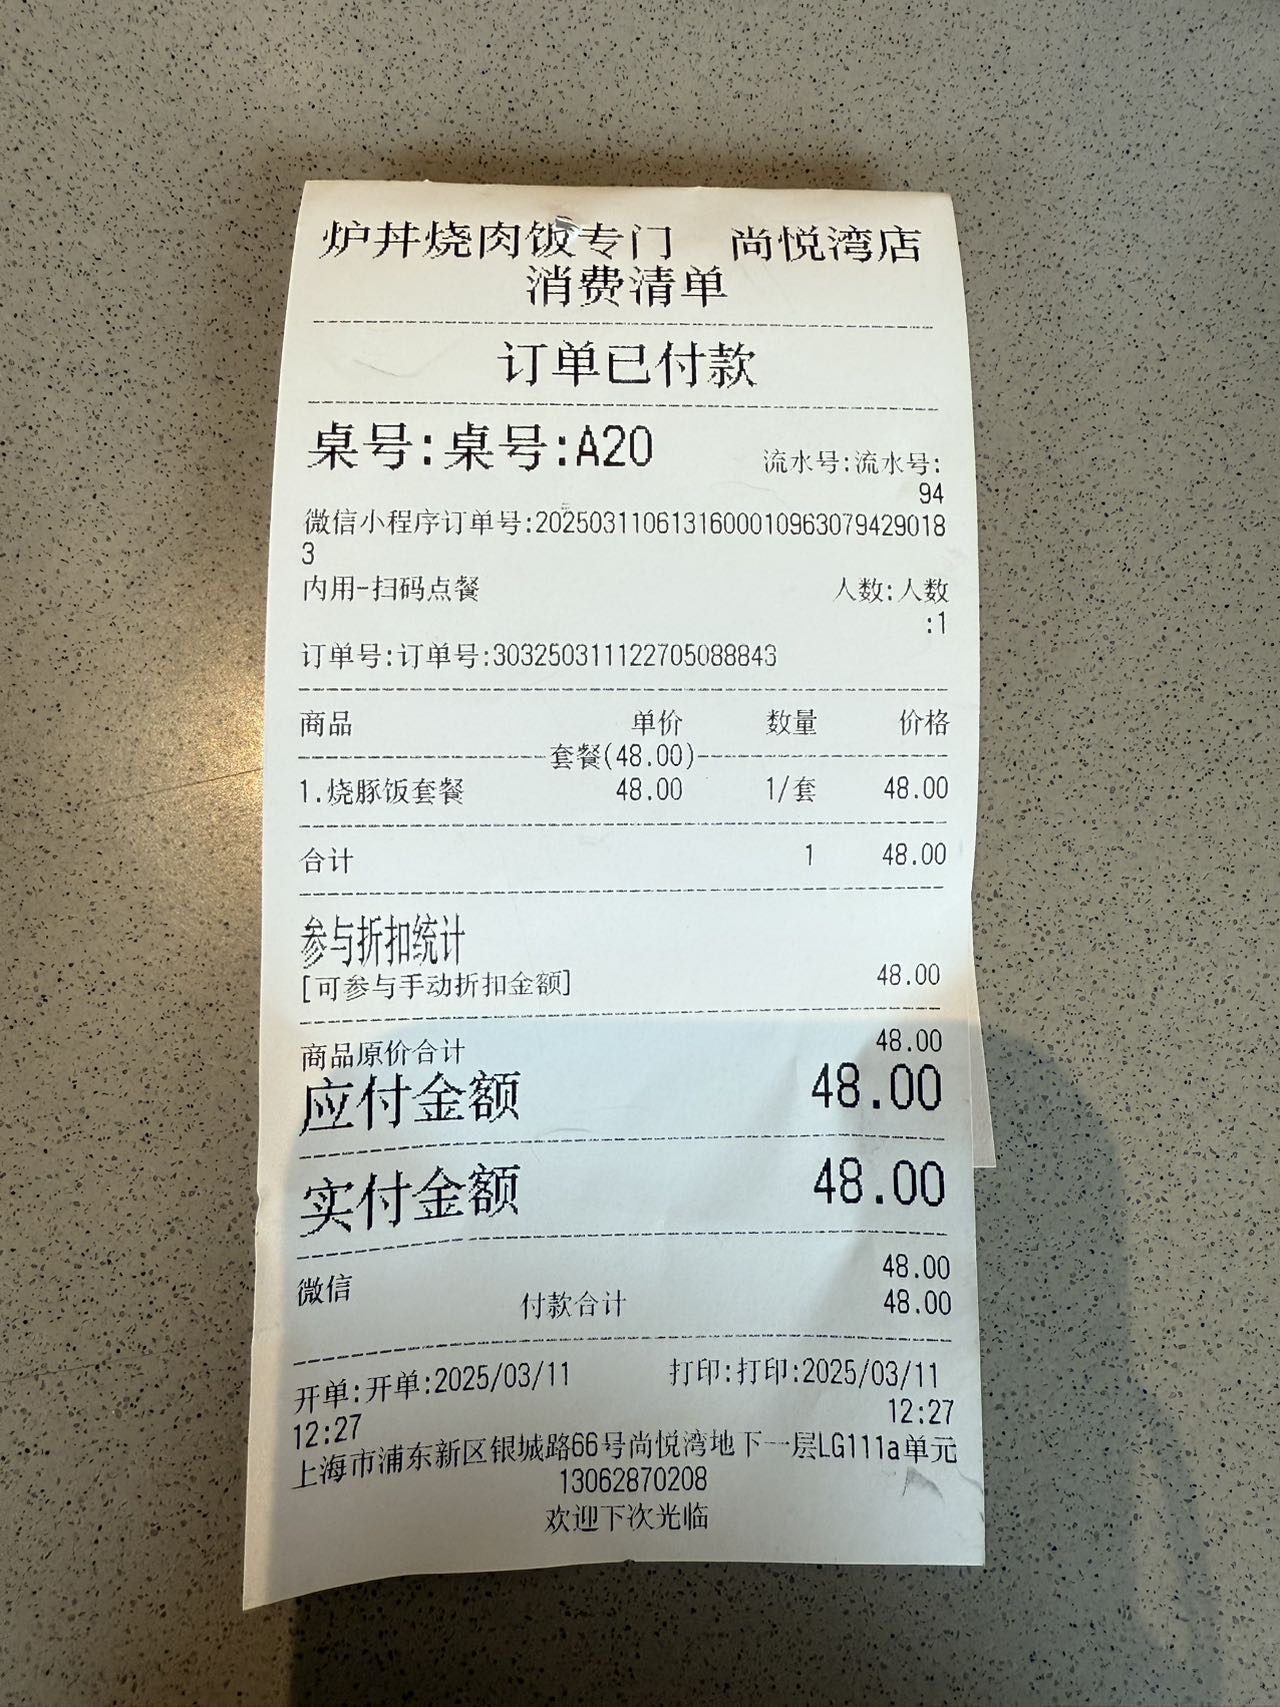 炉丼烧肉饭专门 尚悦湾店
消费清单
订单已付款
桌号:桌号:A20 流水号:流水号:
94
微信小程序订单号:2025031106131600010963079429018
3
内用-扫码点餐 人数:人数
:1
订单号:订单号:303250311122705088843
商品 单价 数量 价格
套餐(48.00)
1.烧豚饭套餐 48.00 1/套 48.00
合计 1 48.00
参与折扣统计
[可参与手动折扣金额] 48.00
商品原价合计 48.00
应付金额 48.00
实付金额 48.00
微信 48.00
付款合计 48.00
开单:开单:2025/03/11 打印:打印:2025/03/11
12:27 12:27
上海市浦东新区银城路66号尚悦湾地下一层LG111a单元
13062870208
欢迎下次光临